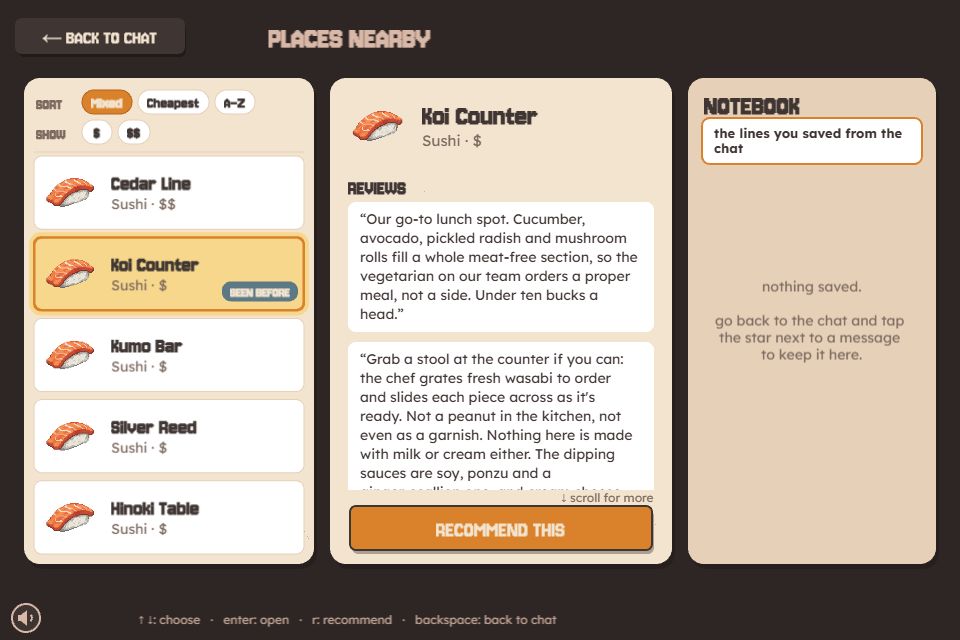 ← BACK TO CHAT
PLACES NEARBY
SORT
Mixed
Cheapest
A-Z
SHOW
$
$$
Cedar Line
Sushi · $$
Koi Counter
Sushi · $
SEEN BEFORE
Kumo Bar
Sushi · $
Silver Reed
Sushi · $
Hinoki Table
Sushi · $
Koi Counter
Sushi · $
REVIEWS
“Our go-to lunch spot. Cucumber,
avocado, pickled radish and mushroom
rolls fill a whole meat-free section, so the
vegetarian on our team orders a proper
meal, not a side. Under ten bucks a
head.”
“Grab a stool at the counter if you can:
the chef grates fresh wasabi to order
and slides each piece across as it's
ready. Not a peanut in the kitchen, not
even as a garnish. Nothing here is made
with milk or cream either. The dipping
sauces are soy, ponzu and a
↓ scroll for more
RECOMMEND THIS
NOTEBOOK
the lines you saved from the
chat
nothing saved.
go back to the chat and tap
the star next to a message
to keep it here.
↑ ↓: choose · enter: open · r: recommend · backspace: back to chat